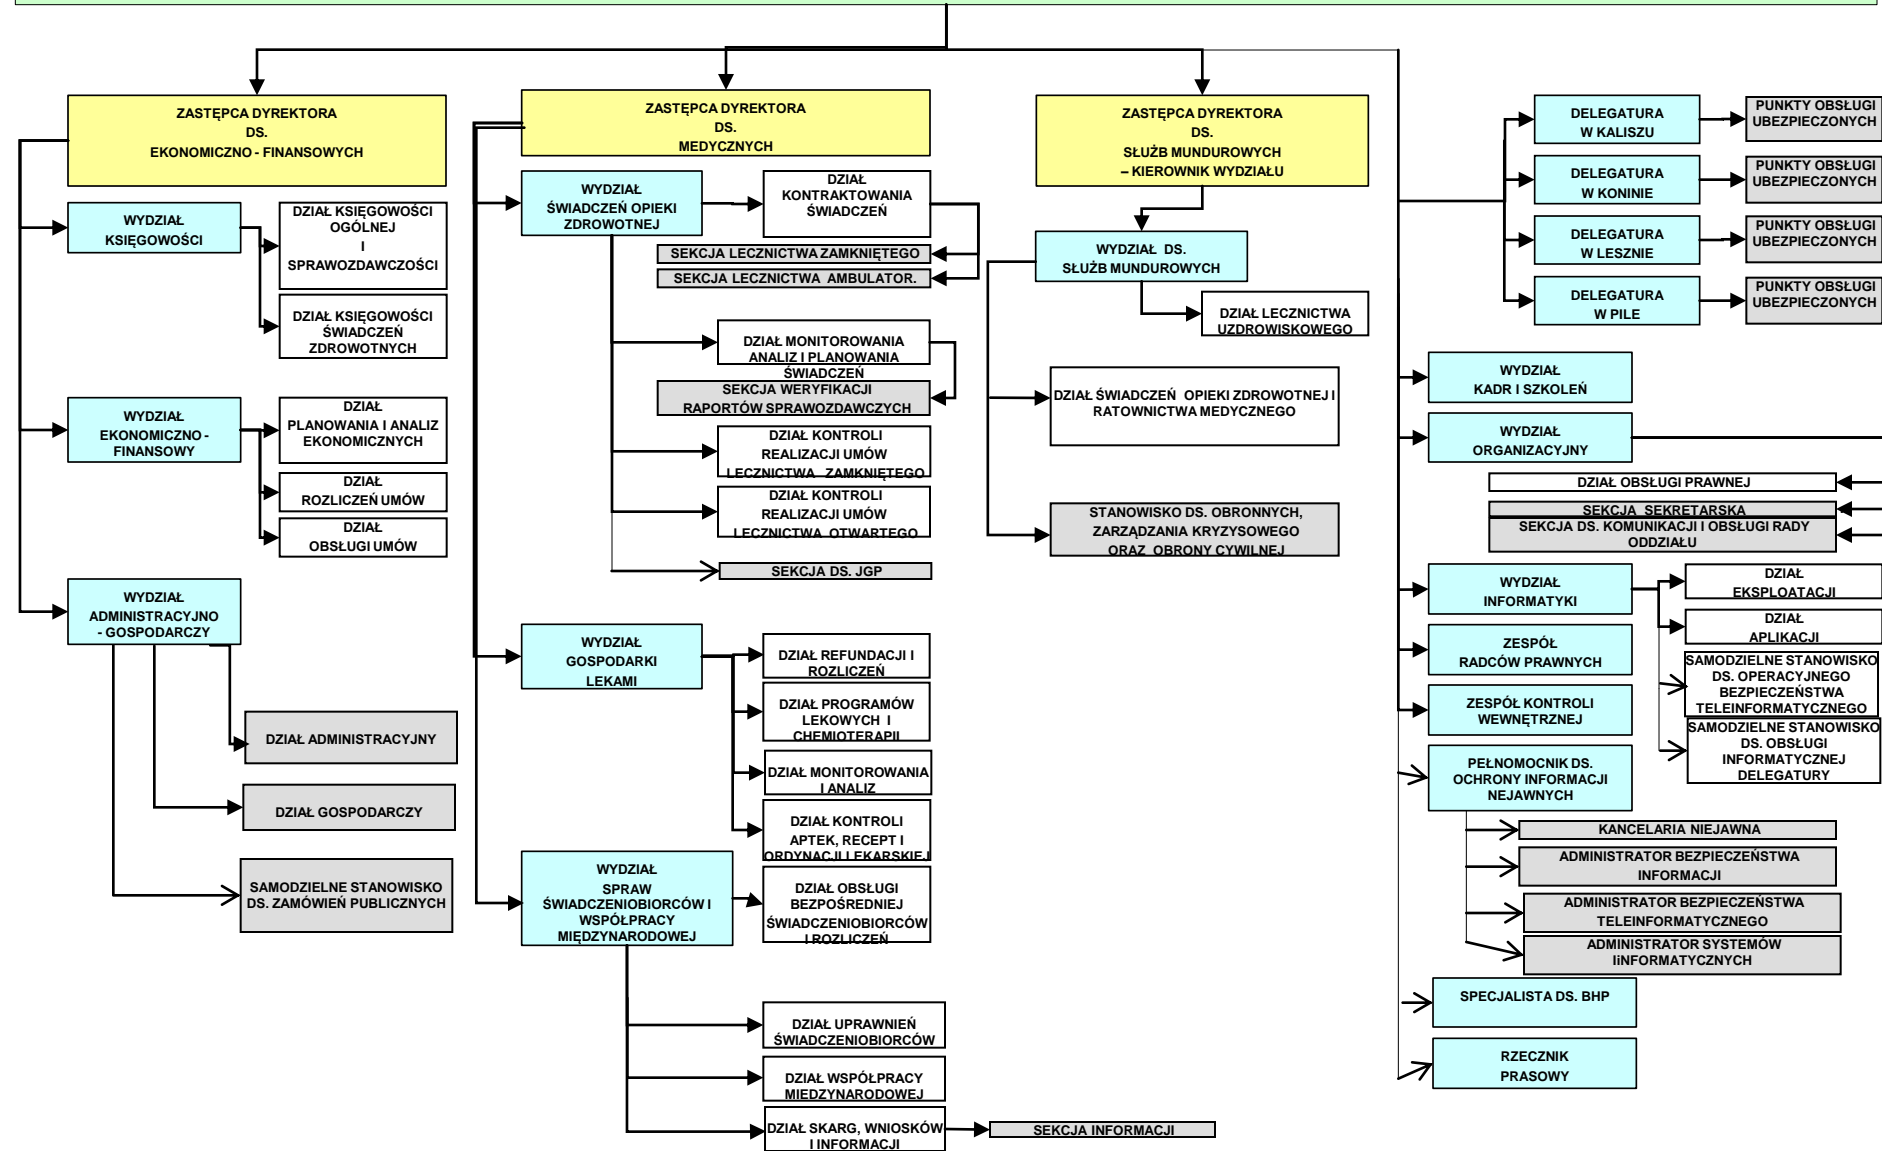 ZASTĘPCA DYREKTORA
DS.
EKONOMICZNO - FINANSOWYCH
WYDZIAŁ
KSIĘGOWOŚCI
DZIAŁ KSIĘGOWOŚCI
OGÓLNEJ
I
SPRAWOZDAWCZOŚCI
DZIAŁ KSIĘGOWOŚCI
ŚWIADCZEŃ
ZDROWOTNYCH
WYDZIAŁ
EKONOMICZNO -
FINANSOWY
DZIAŁ
PLANOWANIA I ANALIZ
EKONOMICZNYCH
DZIAŁ
ROZLICZEŃ UMÓW
DZIAŁ
OBSŁUGI UMÓW
WYDZIAŁ
ADMINISTRACYJNO
- GOSPODARCZY
DZIAŁ ADMINISTRACYJNY
DZIAŁ GOSPODARCZY
SAMODZIELNE STANOWISKO
DS. ZAMÓWIEŃ PUBLICZNYCH
ZASTĘPCA DYREKTORA
DS.
MEDYCZNYCH
WYDZIAŁ
ŚWIADCZEŃ OPIEKI
ZDROWOTNEJ
DZIAŁ
KONTRAKTOWANIA
ŚWIADCZEŃ
SEKCJA LECZNICTWA ZAMKNIĘTEGO
SEKCJA LECZNICTWA AMBULATOR.
DZIAŁ MONITOROWANIA
ANALIZ I PLANOWANIA
ŚWIADCZEŃ
SEKCJA WERYFIKACJI
RAPORTÓW SPRAWOZDAWCZYCH
DZIAŁ KONTROLI
REALIZACJI UMÓW
LECZNICTWA ZAMKNIĘTEGO
DZIAŁ KONTROLI
REALIZACJI UMÓW
LECZNICTWA OTWARTEGO
SEKCJA DS. JGP
WYDZIAŁ
GOSPODARKI
LEKAMI
DZIAŁ REFUNDACJI I
ROZLICZEŃ
DZIAŁ PROGRAMÓW
LEKOWYCH I
CHEMIOTERAPII
DZIAŁ MONITOROWANIA
I ANALIZ
DZIAŁ KONTROLI
APTEK, RECEPT I
ORDYNACJI LEKARSKIEJ
WYDZIAŁ
SPRAW
ŚWIADCZENIOBIORCÓW I
WSPÓŁPRACY
MIĘDZYNARODOWEJ
DZIAŁ OBSŁUGI
BEZPOŚREDNIEJ
ŚWIADCZENIOBIORCÓW
I ROZLICZEŃ
DZIAŁ UPRAWNIEŃ
ŚWIADCZENIOBIORCÓW
DZIAŁ WSPÓŁPRACY
MIEDZYNARODOWEJ
DZIAŁ SKARG, WNIOSKÓW
I INFORMACJI
SEKCJA INFORMACJI
ZASTĘPCA DYREKTORA
DS.
SŁUŻB MUNDUROWYCH
– KIEROWNIK WYDZIAŁU
WYDZIAŁ DS.
SŁUŻB MUNDUROWYCH
DZIAŁ LECZNICTWA
UZDROWISKOWEGO
DZIAŁ ŚWIADCZEŃ OPIEKI ZDROWOTNEJ I
RATOWNICTWA MEDYCZNEGO
STANOWISKO DS. OBRONNYCH,
ZARZĄDZANIA KRYZYSOWEGO
ORAZ OBRONY CYWILNEJ
DELEGATURA
W KALISZU
PUNKTY OBSŁUGI
UBEZPIECZONYCH
DELEGATURA
W KONINIE
PUNKTY OBSŁUGI
UBEZPIECZONYCH
DELEGATURA
W LESZNIE
PUNKTY OBSŁUGI
UBEZPIECZONYCH
DELEGATURA
W PILE
PUNKTY OBSŁUGI
UBEZPIECZONYCH
WYDZIAŁ
KADR I SZKOLEŃ
WYDZIAŁ
ORGANIZACYJNY
DZIAŁ OBSŁUGI PRAWNEJ
SEKCJA SEKRETARSKA
SEKCJA DS. KOMUNIKACJI I OBSŁUGI RADY
ODDZIAŁU
WYDZIAŁ
INFORMATYKI
DZIAŁ
EKSPLOATACJI
DZIAŁ
APLIKACJI
SAMODZIELNE STANOWISKO
DS. OPERACYJNEGO
BEZPIECZEŃSTWA
TELEINFORMATYCZNEGO
SAMODZIELNE STANOWISKO
DS. OBSŁUGI
INFORMATYCZNEJ
DELEGATURY
ZESPÓŁ
RADCÓW PRAWNYCH
ZESPÓŁ KONTROLI
WEWNĘTRZNEJ
PEŁNOMOCNIK DS.
OCHRONY INFORMACJI
NEJAWNYCH
KANCELARIA NIEJAWNA
ADMINISTRATOR BEZPIECZEŃSTWA
INFORMACJI
ADMINISTRATOR BEZPIECZEŃSTWA
TELEINFORMATYCZNEGO
ADMINISTRATOR SYSTEMÓW
IiNFORMATYCZNYCH
SPECJALISTA DS. BHP
RZECZNIK
PRASOWY